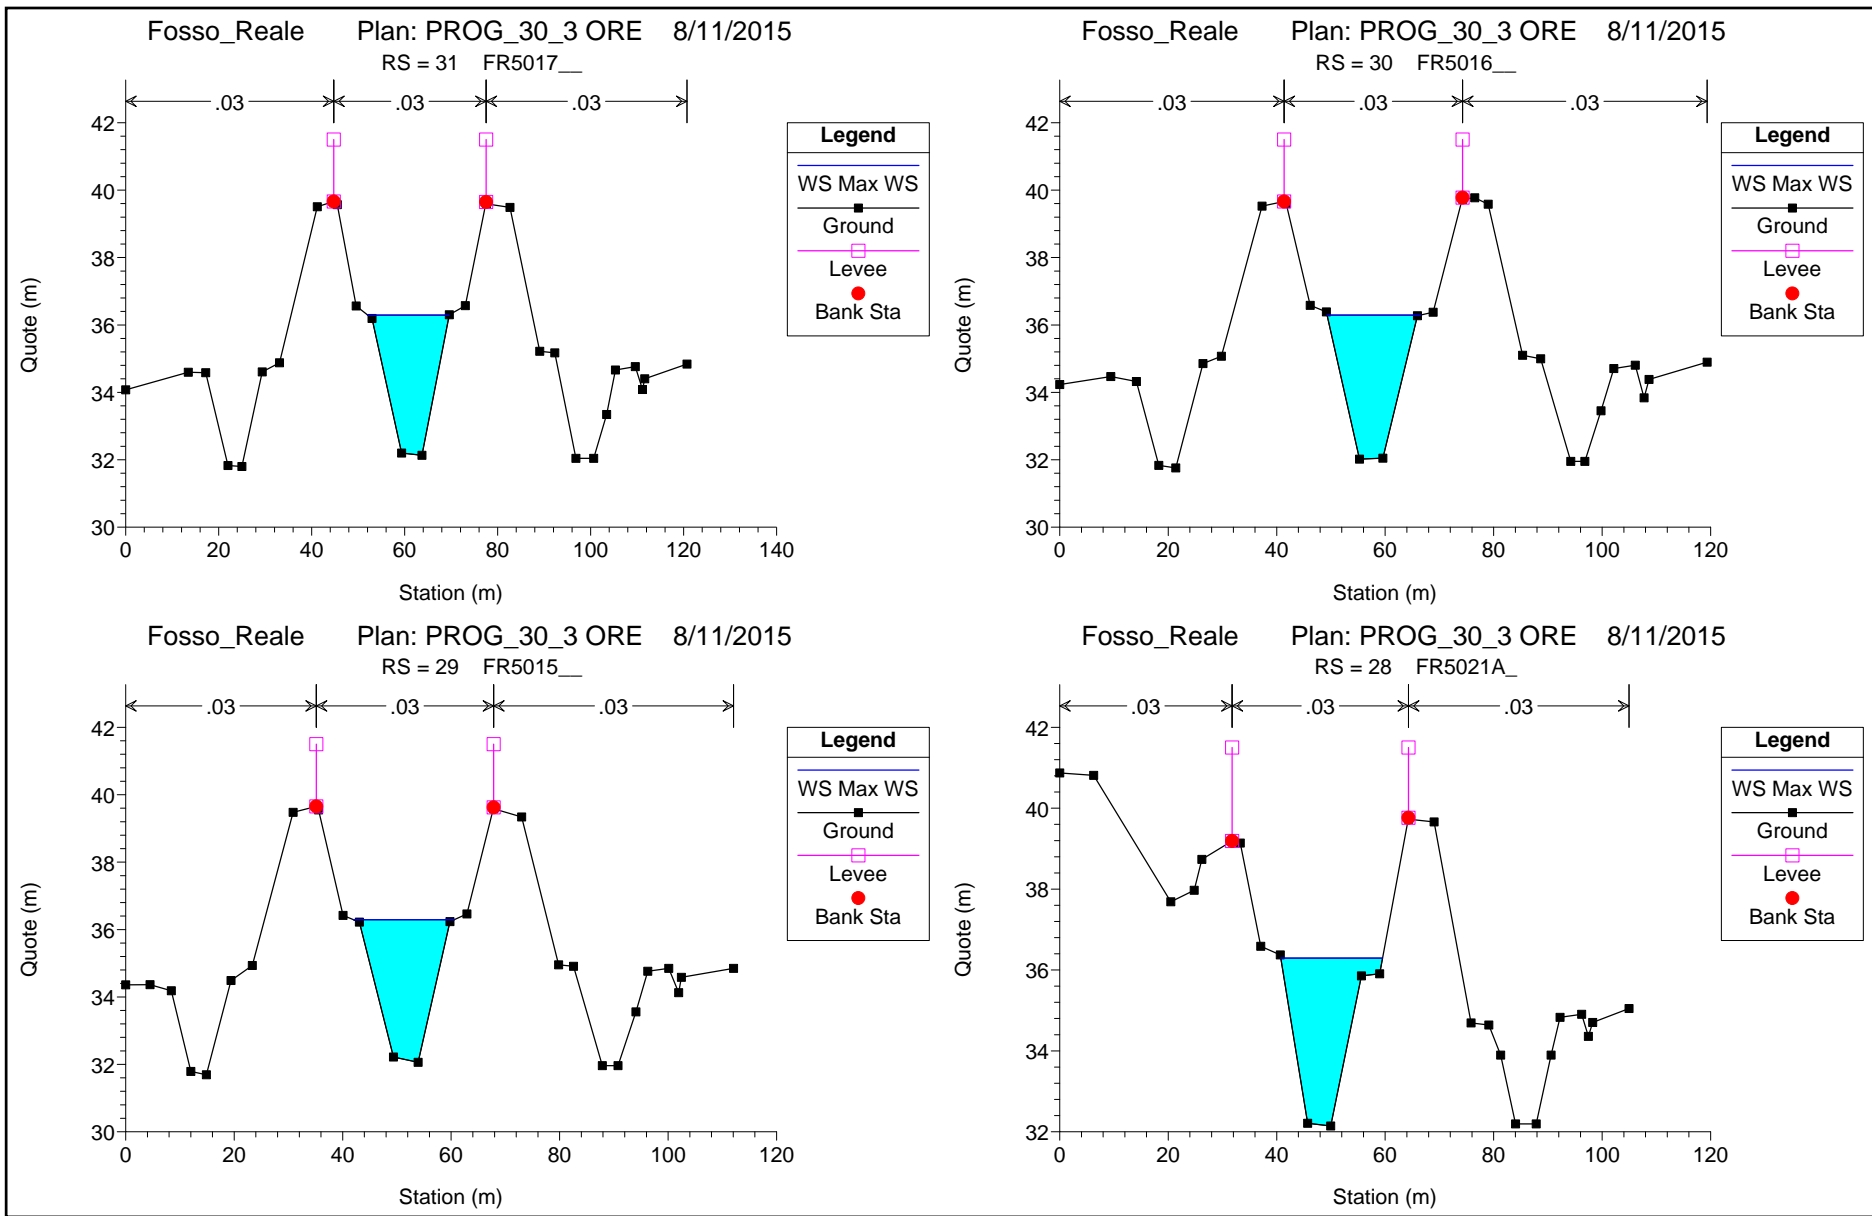 Fosso_Reale Plan: PROG_30_3 ORE 8/11/2015
RS = 31 FR5017__
.03 .03 .03
42
40
38
36
34
32
30
0 20 40 60 80 100 120 140
Quote (m)
Station (m)
Legend
WS Max WS
Ground
Levee
Bank Sta
Fosso_Reale Plan: PROG_30_3 ORE 8/11/2015
RS = 30 FR5016__
.03 .03 .03
42
40
38
36
34
32
30
0 20 40 60 80 100 120
Quote (m)
Station (m)
Legend
WS Max WS
Ground
Levee
Bank Sta
Fosso_Reale Plan: PROG_30_3 ORE 8/11/2015
RS = 29 FR5015__
.03 .03 .03
42
40
38
36
34
32
30
0 20 40 60 80 100 120
Quote (m)
Station (m)
Legend
WS Max WS
Ground
Levee
Bank Sta
Fosso_Reale Plan: PROG_30_3 ORE 8/11/2015
RS = 28 FR5021A_
.03 .03 .03
42
40
38
36
34
32
0 20 40 60 80 100 120
Quote (m)
Station (m)
Legend
WS Max WS
Ground
Levee
Bank Sta